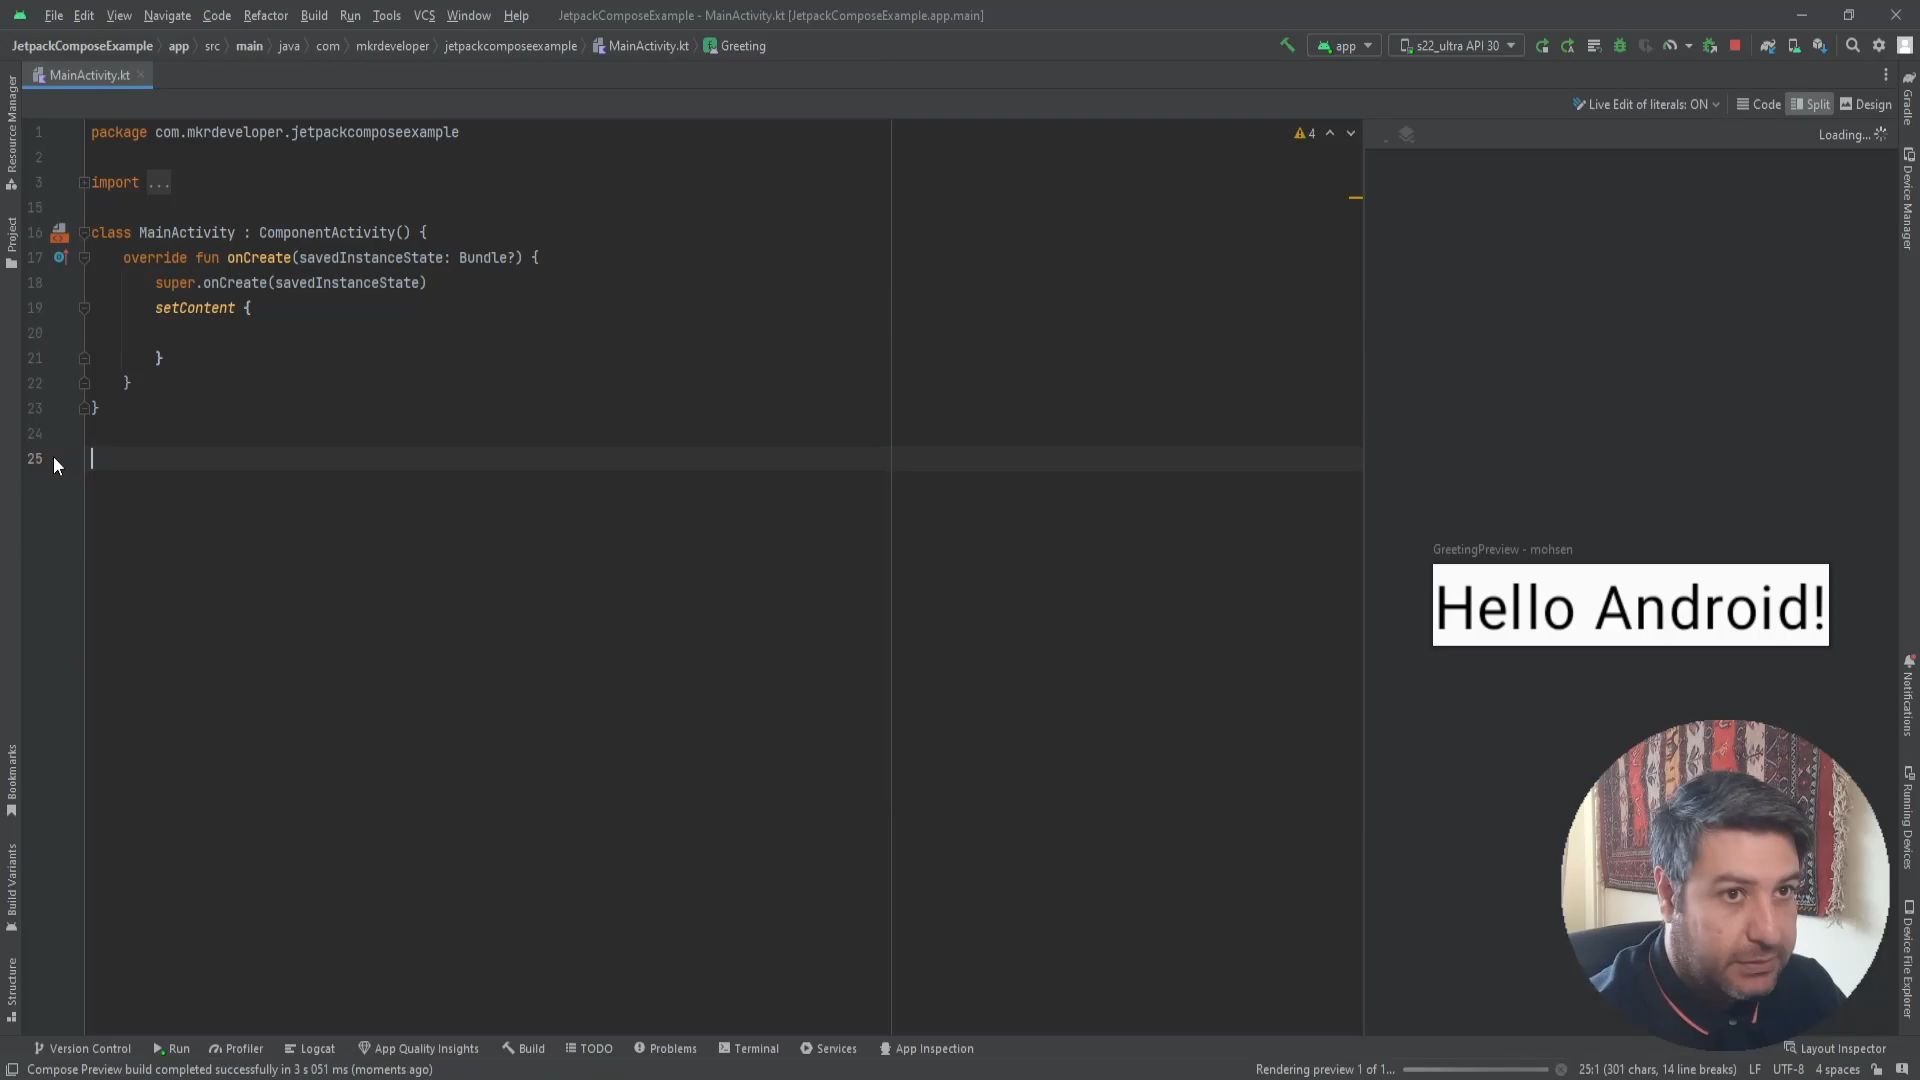 File Edit View Navigate Code Refactor Build Run Tools VCS Window Help JetpackComposeExample - MainActivity.kt [JetpackComposeExample.app.main]
JetpackComposeExample app src main java com mkrdeveloper jetpackcomposeexample MainActivity.kt Greeting app s22_ultra API 30
MainActivity.kt
Live Edit of literals: ON Code Split Design
1 package com.mkrdeveloper.jetpackcomposeexample
4
Loading...
2
3 import ...
15
16 class MainActivity : ComponentActivity() {
17 override fun onCreate(savedInstanceState: Bundle?) {
18 super.onCreate(savedInstanceState)
19 setContent {
20
21 }
22 }
23 }
24
25
GreetingPreview - mohsen
Hello Android!
Resource Manager
Project
Bookmarks
Build Variants
Structure
Gradle
Device Manager
Notifications
Running Devices
Device File Explorer
Version Control Run Profiler Logcat App Quality Insights Build TODO Problems Terminal Services App Inspection Layout Inspector
Compose Preview build completed successfully in 3 s 051 ms (moments ago) Rendering preview 1 of 1... 25:1 (301 chars, 14 line breaks) LF UTF-8 4 spaces